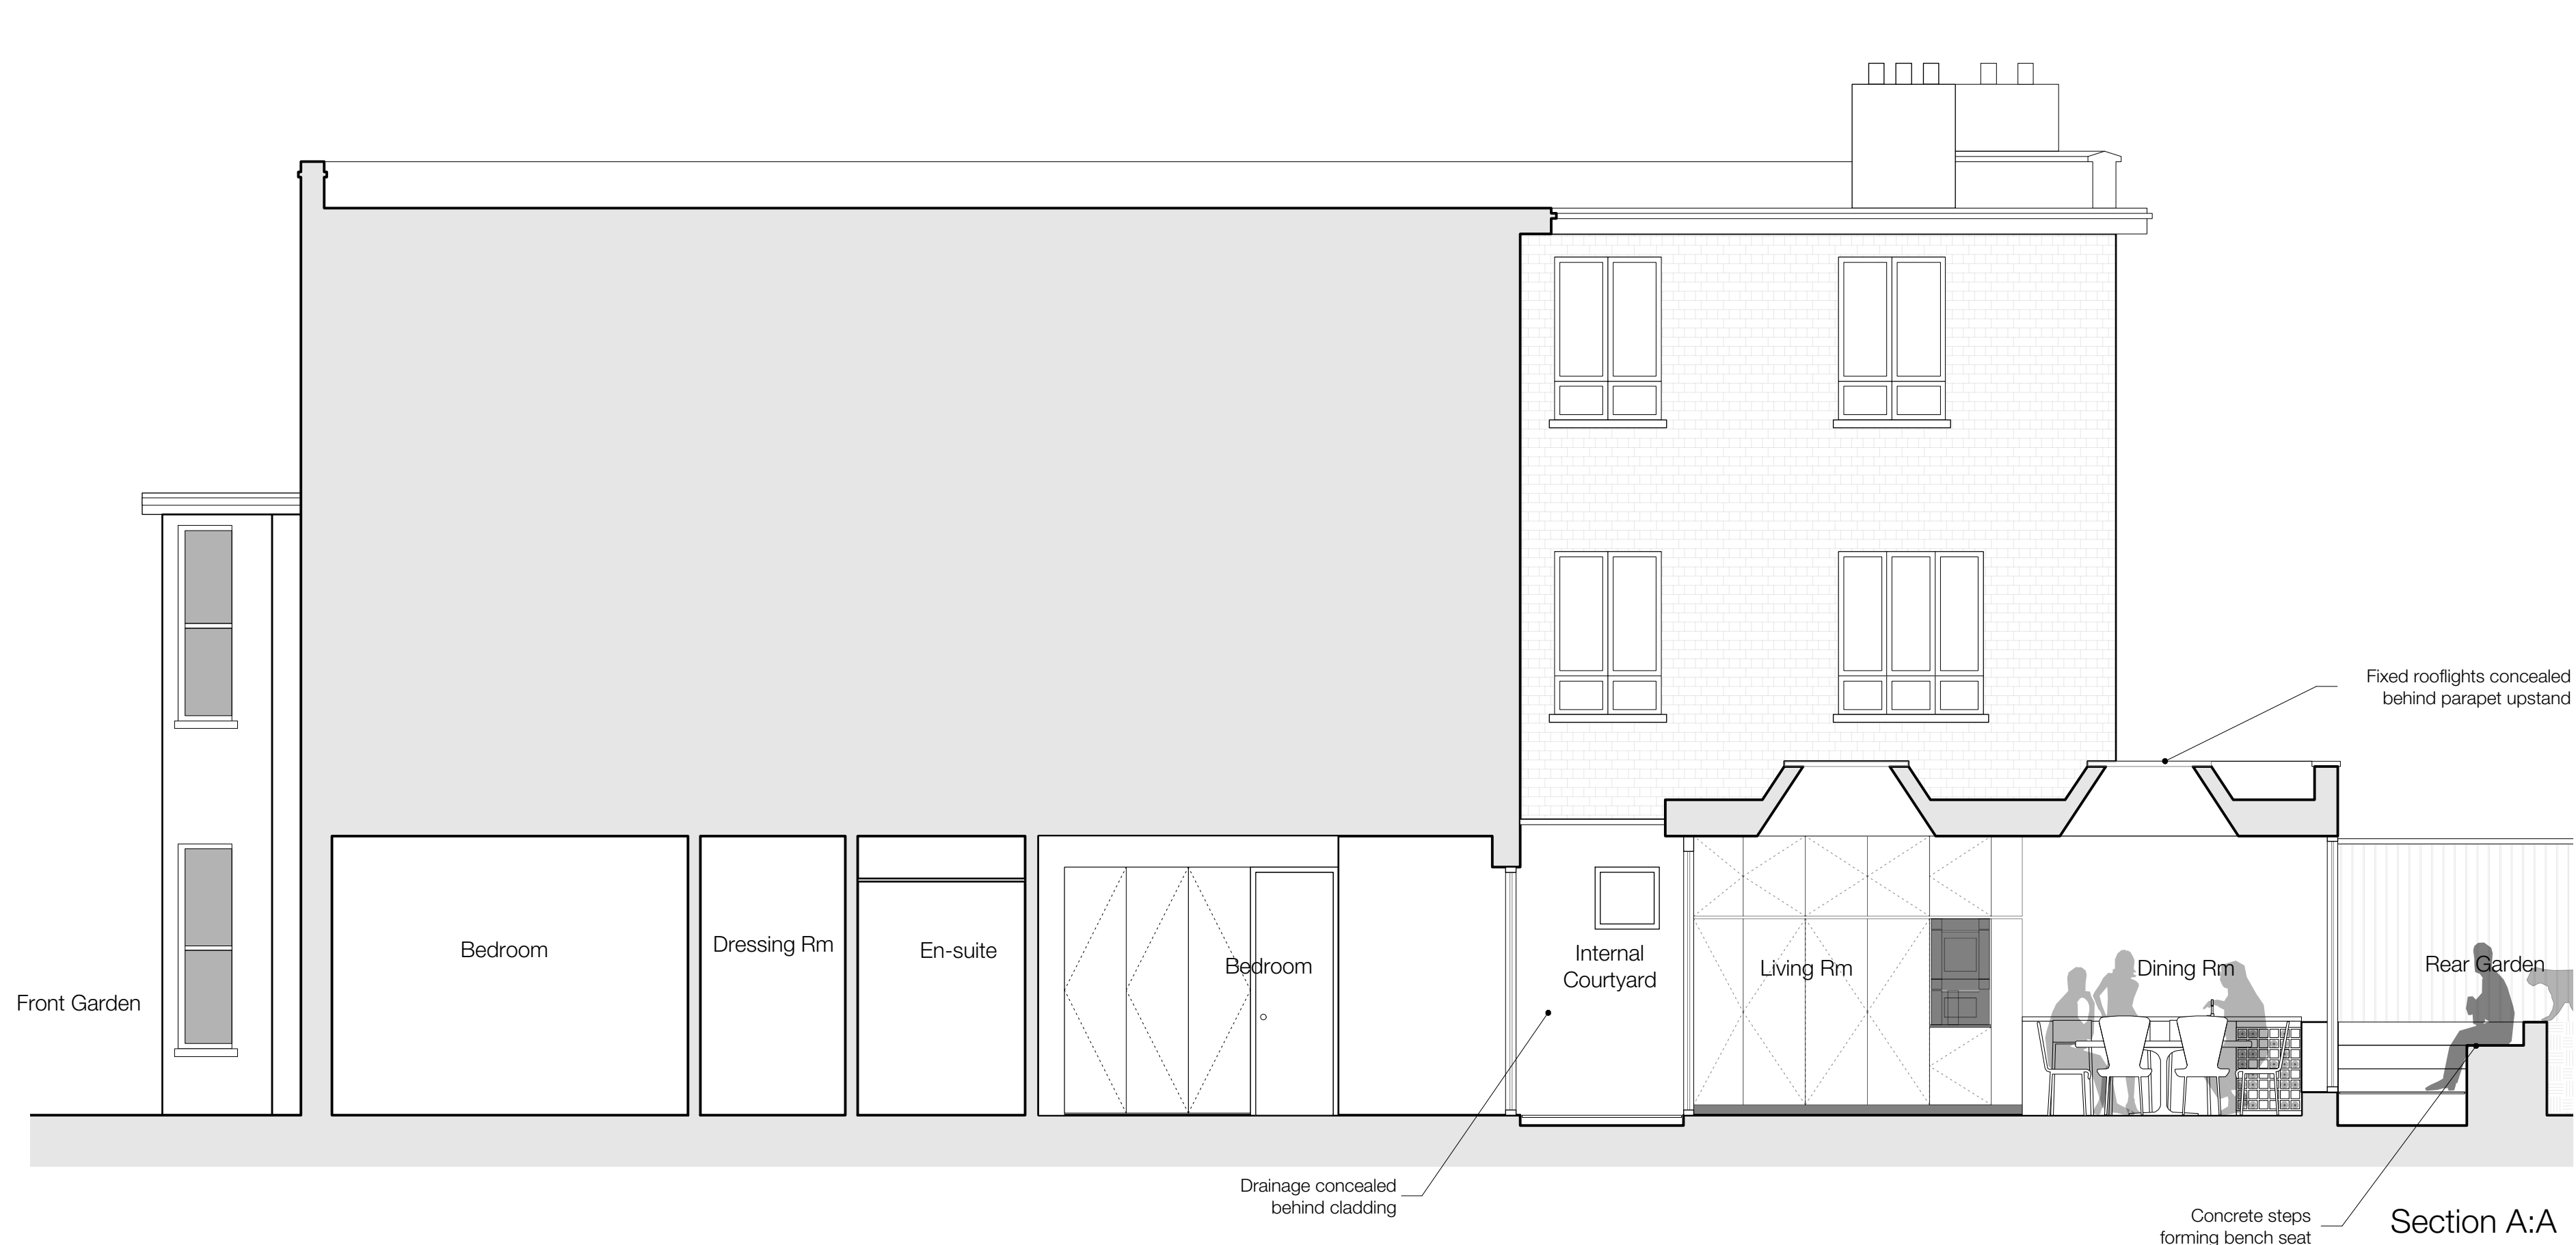 Fixed rooflights concealed
behind parapet upstand
Front Garden
Bedroom
Dressing Rm
En-suite
Bedroom
Internal
Courtyard
Living Rm
Dining Rm
Rear Garden
Drainage concealed
behind cladding
Concrete steps
forming bench seat
Section A:A